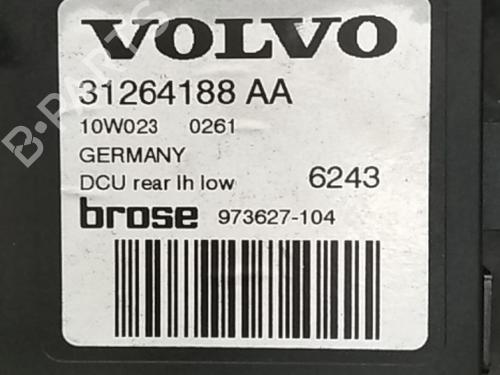 VOLVO
31264188 AA
10W023 0261
GERMANY
DCU rear lh low 6243
brose 973627-104
B-PARTS